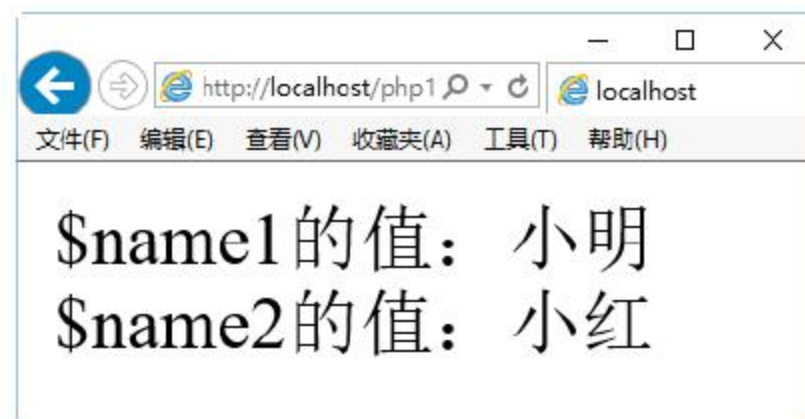 http://localhost/php1
localhost
文件(F) 编辑(E) 查看(V) 收藏夹(A) 工具(T) 帮助(H)
$name1的值：小明
$name2的值：小红